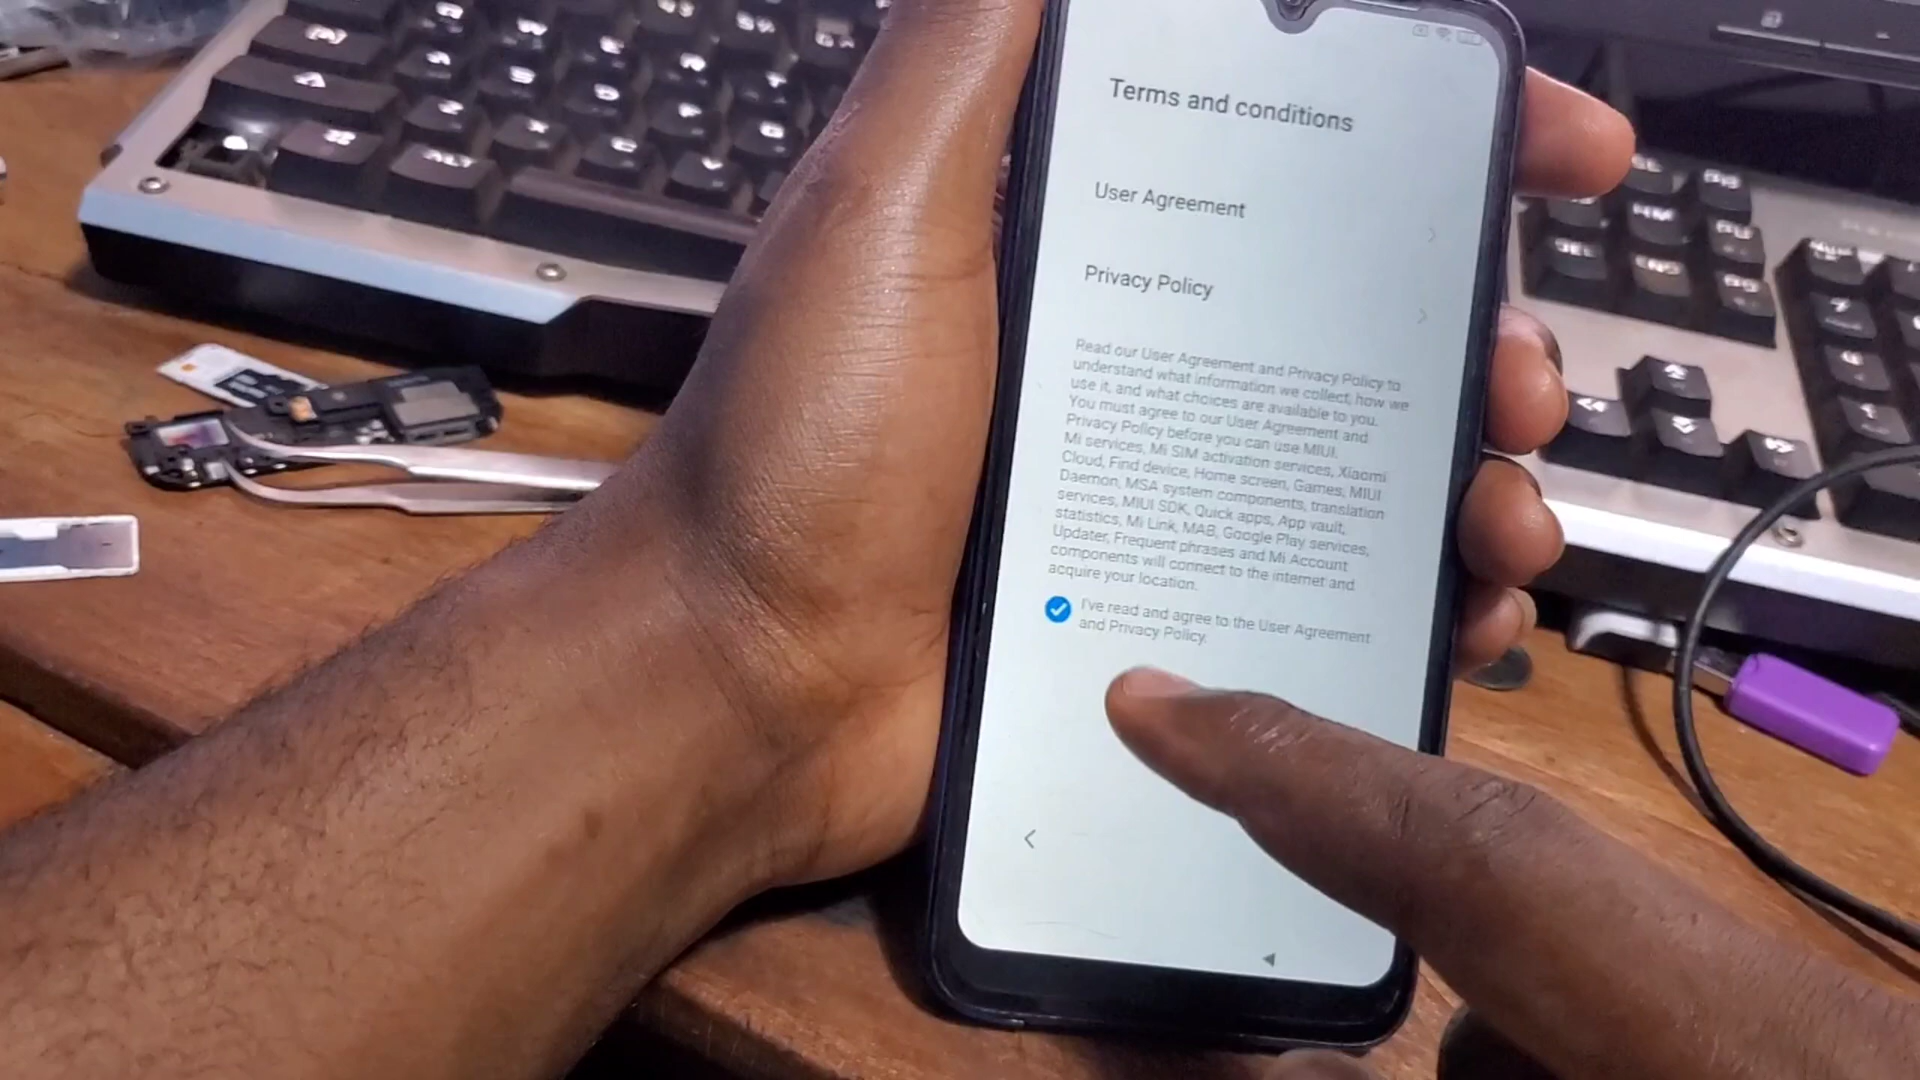 Terms and conditions
User Agreement
Privacy Policy
Read our User Agreement and Privacy Policy to
understand what information we collect, how we
use it, and what choices are available to you.
You must agree to our User Agreement and
Privacy Policy before you can use MIUI.
Mi services, Mi SIM activation services, Xiaomi
Cloud, Find device, Home screen, Games, MIUI
Daemon, MSA system components, translation
services, MIUI SDK, Quick apps, App vault,
statistics, Mi Link, MAB, Google Play services,
Updater, Frequent phrases and Mi Account
components will connect to the internet and
acquire your location.
I've read and agree to the User Agreement
and Privacy Policy.
ALT